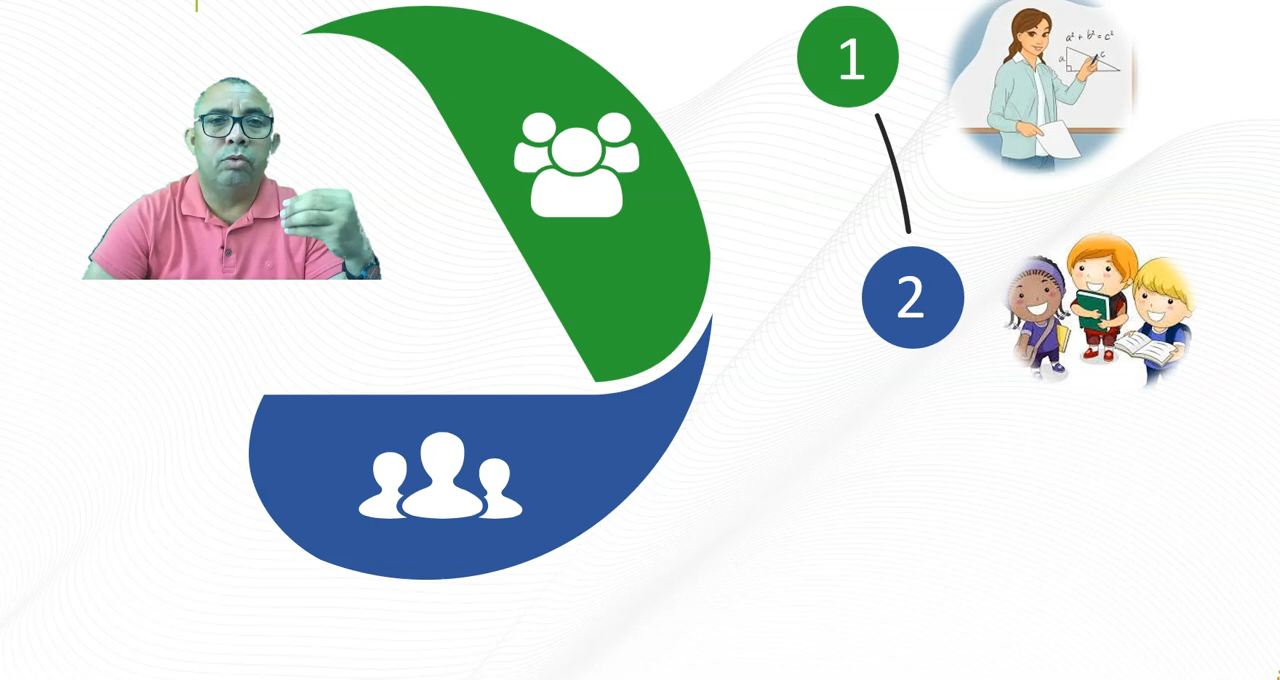 1
a² + b² = c²
a
c
2